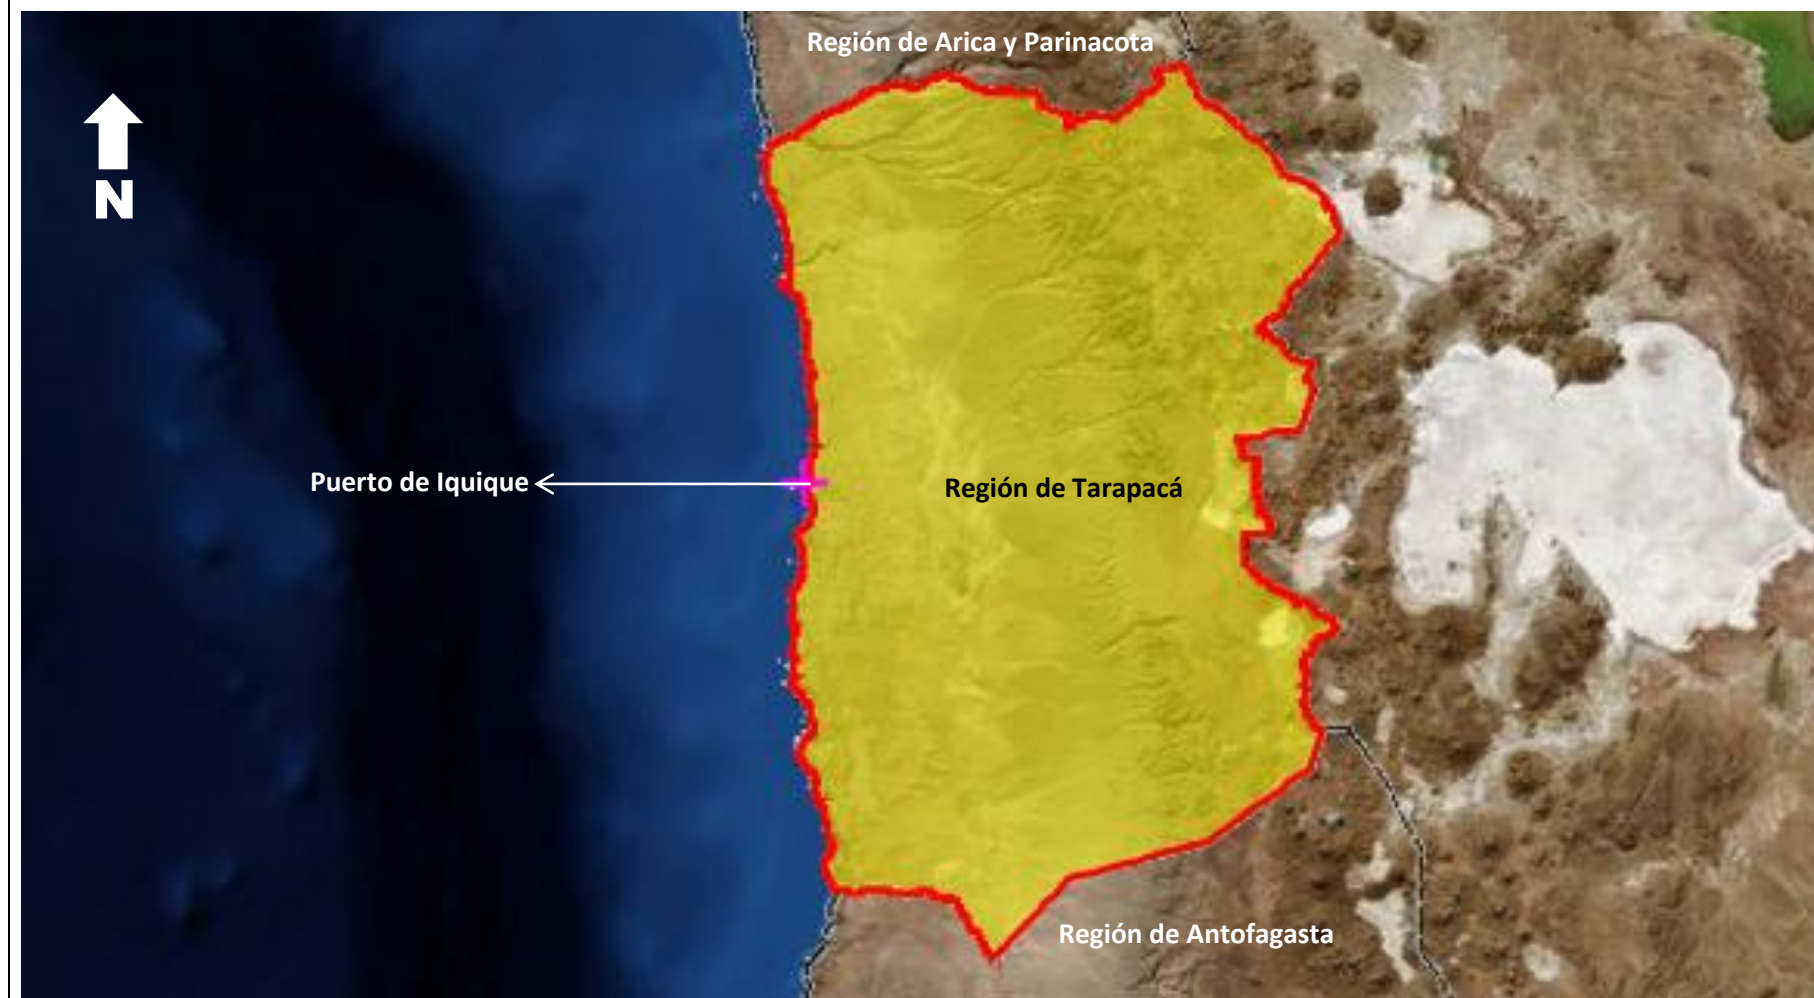 Región de Arica y Parinacota
N
Puerto de Iquique
Región de Tarapacá
Región de Antofagasta